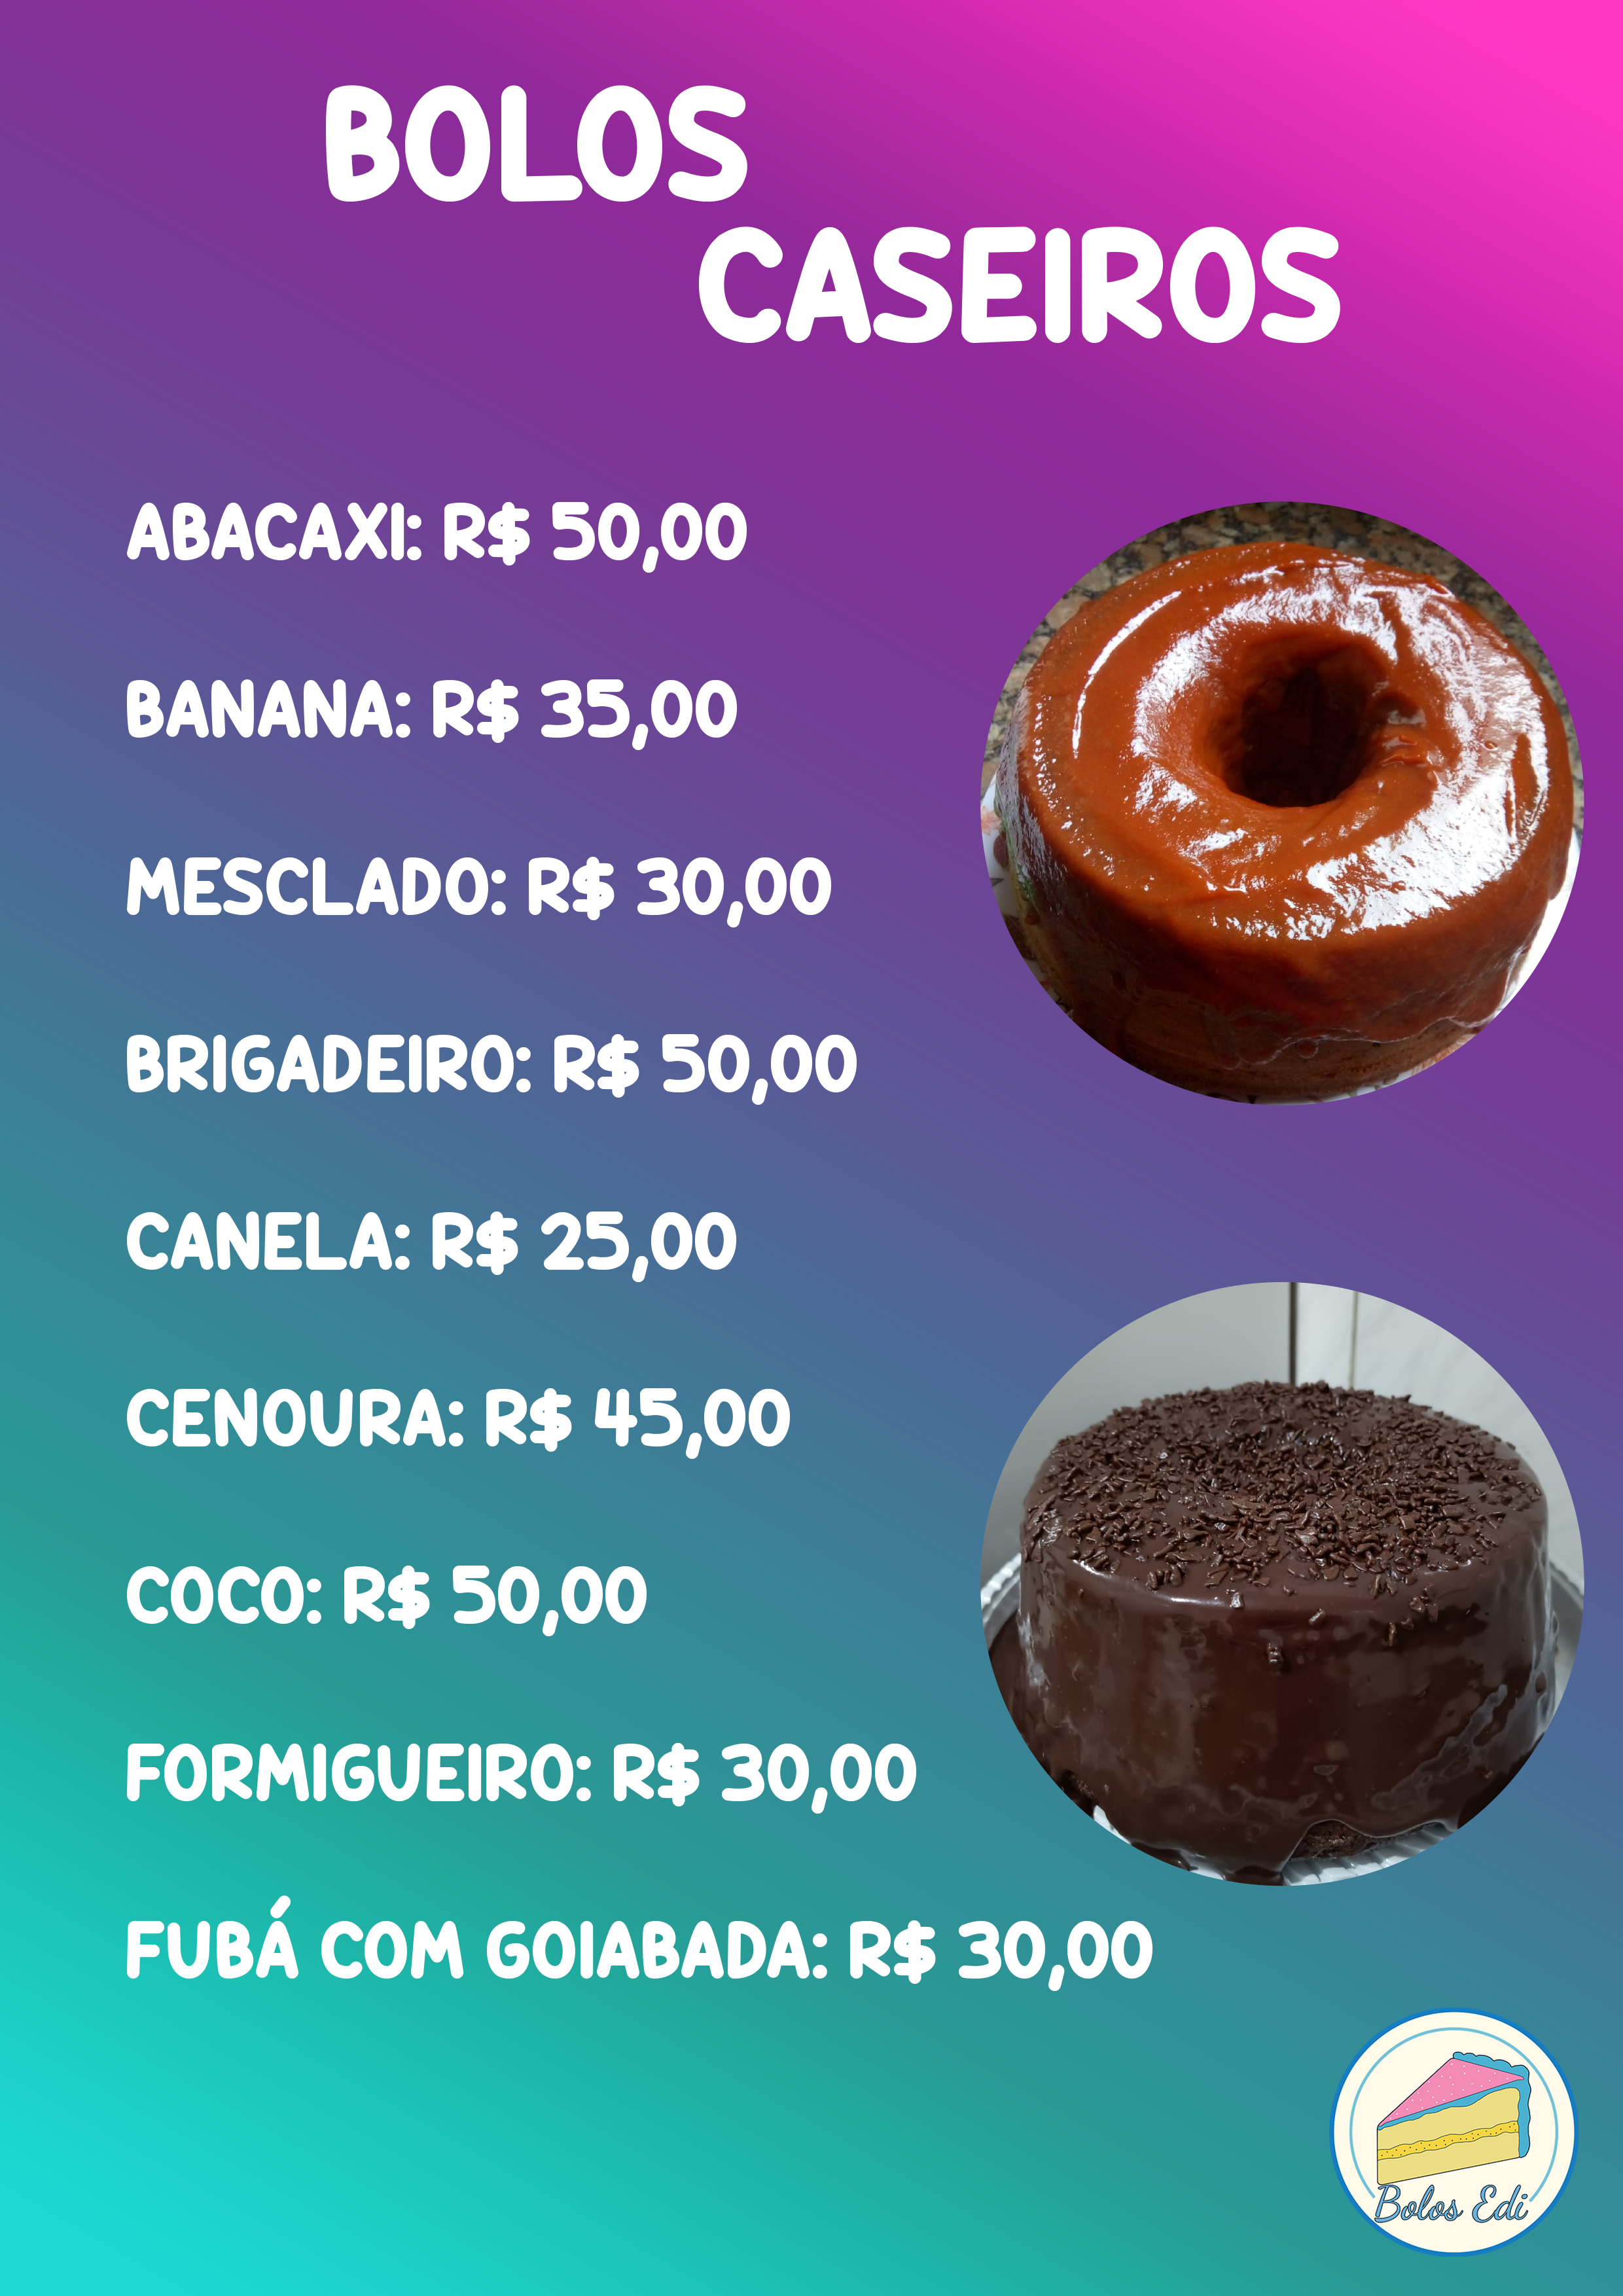 BOLOS
CASEIROS
ABACAXI: R$ 50,00
BANANA: R$ 35,00
MESCLADO: R$ 30,00
BRIGADEIRO: R$ 50,00
CANELA: R$ 25,00
CENOURA: R$ 45,00
COCO: R$ 50,00
FORMIGUEIRO: R$ 30,00
FUBÁ COM GOIABADA: R$ 30,00
Bolos Edi